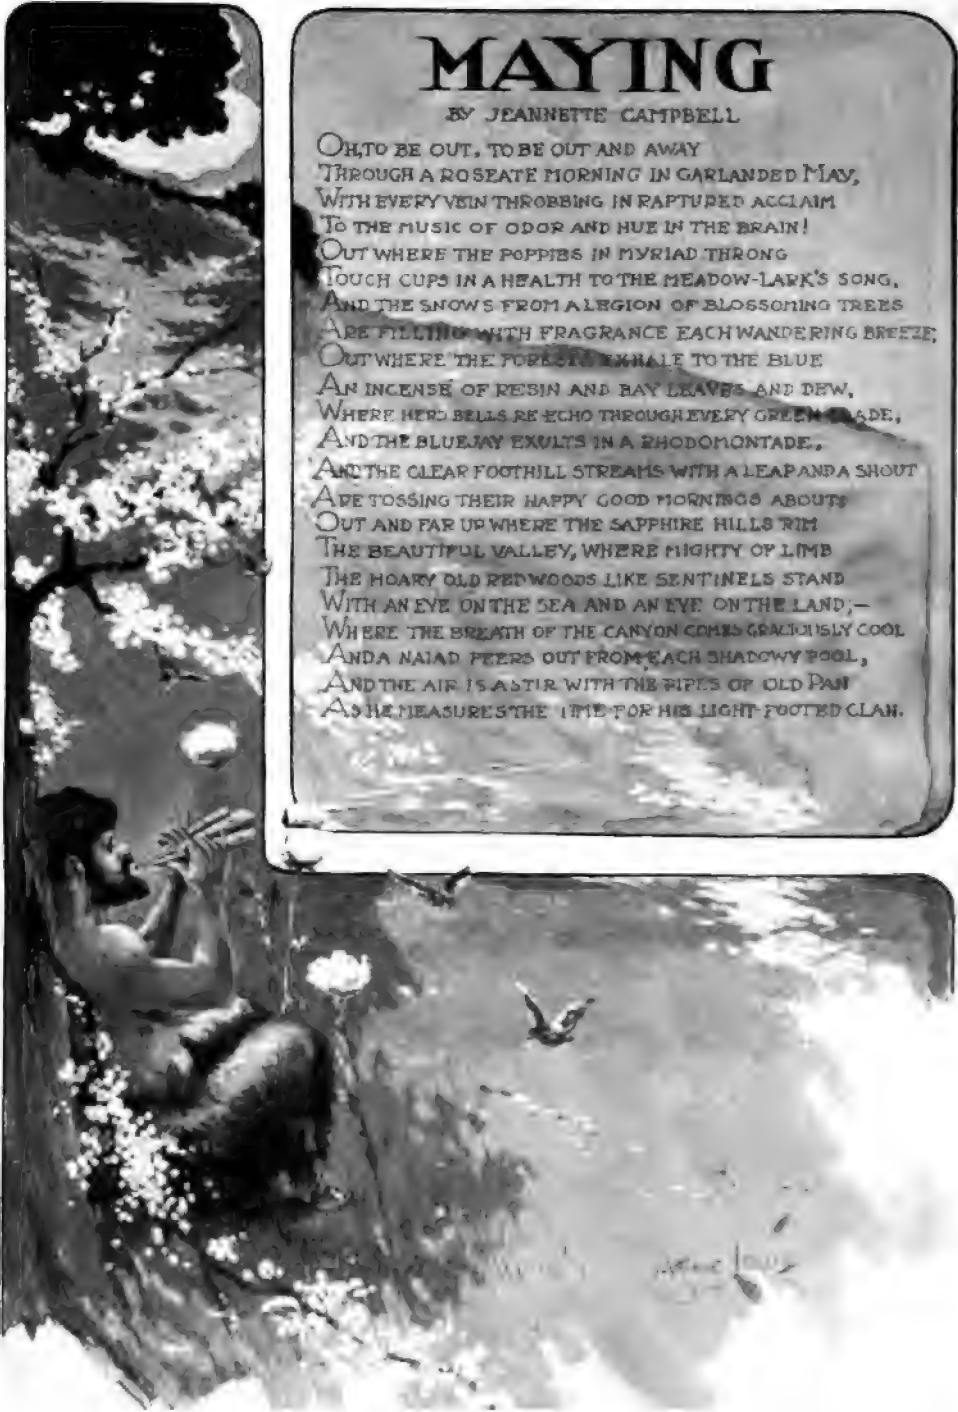 MAYING
BY JEANNETTE CAMPBELL
OH, TO BE OUT, TO BE OUT AND AWAY
THROUGH A ROSEATE MORNING IN GARLANDED MAY,
WITH EVERY VEIN THROBBING IN RAPTURED ACCLAIM
TO THE MUSIC OF ODOR AND HUE IN THE BRAIN!
OUT WHERE THE POPPIES IN MYRIAD THRONG
TOUCH CUPS IN A HEALTH TO THE MEADOW-LARK'S SONG,
AND THE SNOWS FROM A LEGION OF BLOSSOMING TREES
ARE FILLING WITH FRAGRANCE EACH WANDERING BREEZE;
OUT WHERE THE FORESTS EXHALE TO THE BLUE
AN INCENSE OF RESIN AND BAY LEAVES AND DEW,
WHERE HERD BELLS RE-ECHO THROUGH EVERY GREEN GLADE,
AND THE BLUEJAY EXULTS IN A RHODOMONTADE,
AND THE CLEAR FOOTHILL STREAMS WITH A LEAP AND A SHOUT
ARE TOSSING THEIR HAPPY GOOD MORNINGS ABOUT;
OUT AND FAR UP WHERE THE SAPPHIRE HILLS RIM
THE BEAUTIFUL VALLEY, WHERE MIGHTY OF LIMB
THE HOARY OLD REDWOODS LIKE SENTINELS STAND
WITH AN EYE ON THE SEA AND AN EYE ON THE LAND;—
WHERE THE BREATH OF THE CANYON COMES GRACIOUSLY COOL
AND A NAIAD PEERS OUT FROM EACH SHADOWY POOL,
AND THE AIR IS ASTIR WITH THE PIPES OF OLD PAN
AS HE MEASURES THE TIME FOR HIS LIGHT-FOOTED CLAN.